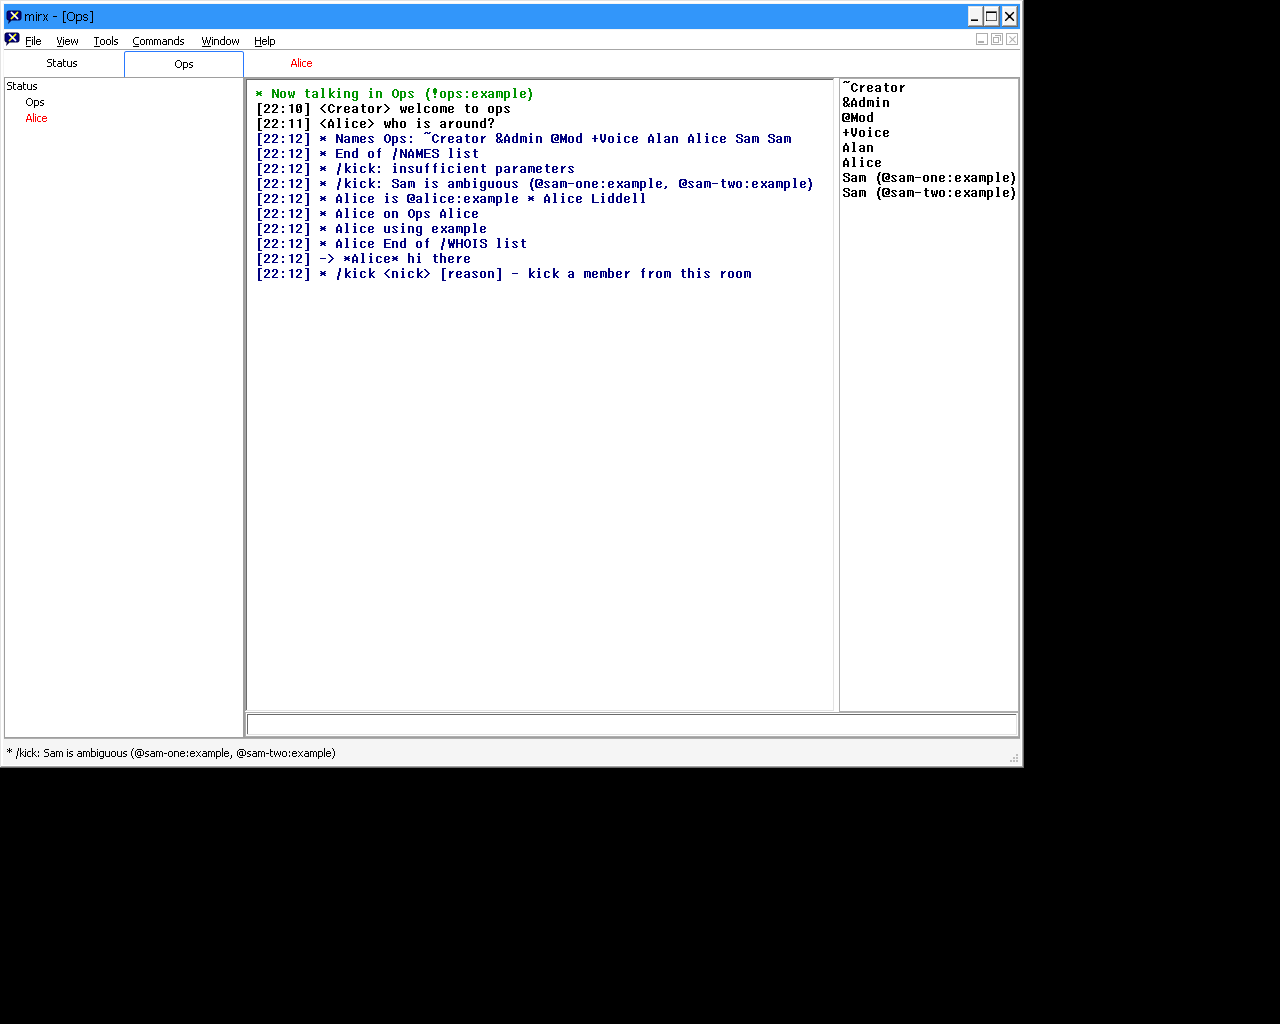 mirx - [Ops]
File View Tools Commands Window Help
Status Ops Alice
Status
Ops
Alice
* Now talking in Ops (!ops:example)
[22:10] <Creator> welcome to ops
[22:11] <Alice> who is around?
[22:12] * Names Ops: ~Creator &Admin @Mod +Voice Alan Alice Sam Sam
[22:12] * End of /NAMES list
[22:12] * /kick: insufficient parameters
[22:12] * /kick: Sam is ambiguous (@sam-one:example, @sam-two:example)
[22:12] * Alice is @alice:example * Alice Liddell
[22:12] * Alice on Ops Alice
[22:12] * Alice using example
[22:12] * Alice End of /WHOIS list
[22:12] -> *Alice* hi there
[22:12] * /kick <nick> [reason] - kick a member from this room
~Creator
&Admin
@Mod
+Voice
Alan
Alice
Sam (@sam-one:example)
Sam (@sam-two:example)
* /kick: Sam is ambiguous (@sam-one:example, @sam-two:example)